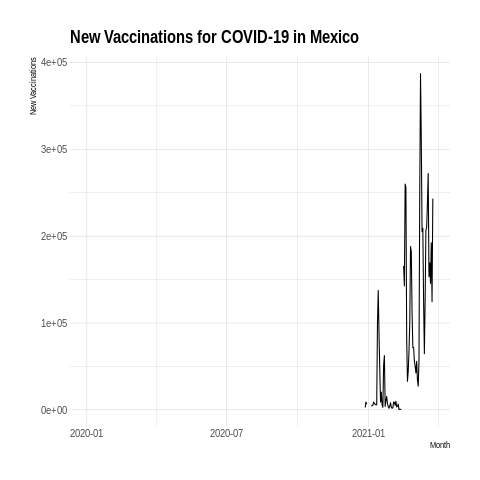 New Vaccinations for COVID-19 in Mexico
New Vaccinations
4e+05
3e+05
2e+05
1e+05
0e+00
2020-01
2020-07
2021-01
Month